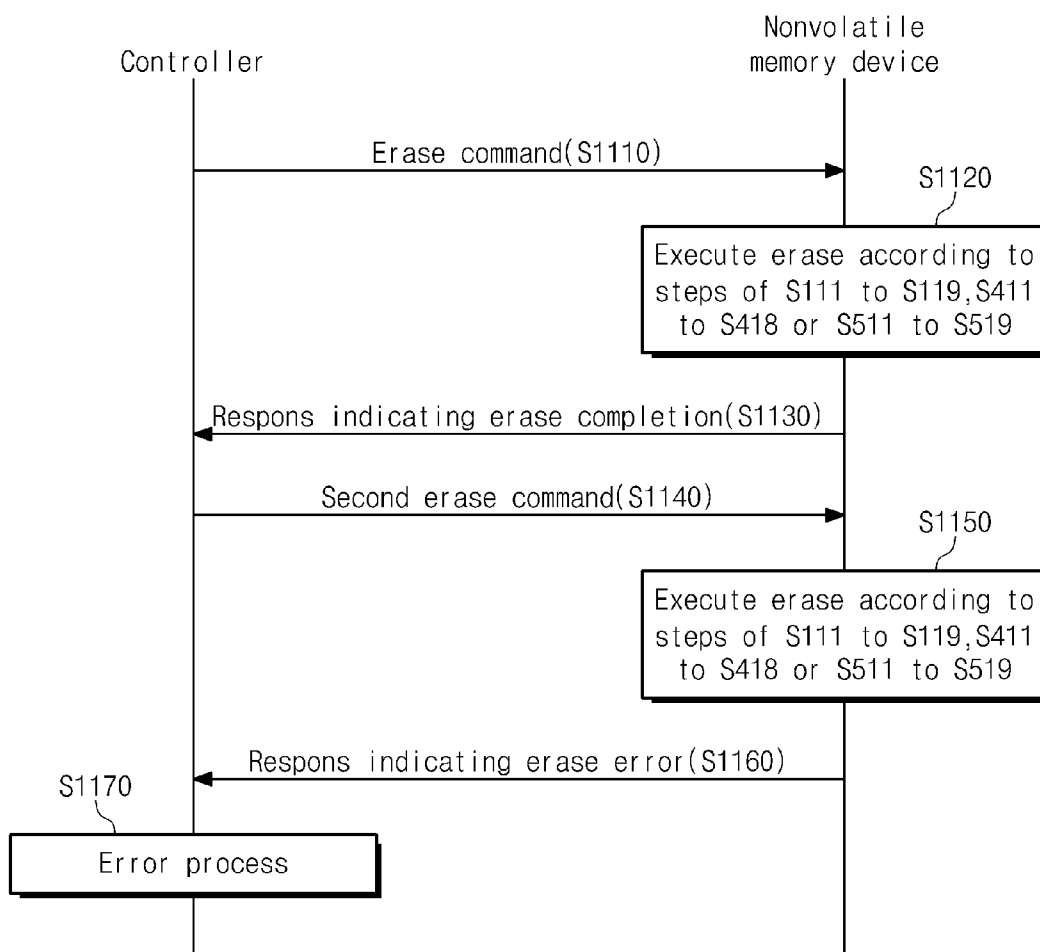 Nonvolatile
Controller
memory device
Erase command(S1110)
S1120
Execute erase according to
steps of S111 to S119,S411
to S418 or S511 to S519
Respons indicating erase completion(S1130)
Second erase command(S1140)
S1150
Execute erase according to
steps of S111 to S119,S411
to S418 or S511 to S519
Respons indicating erase error(S1160)
S1170
Error process